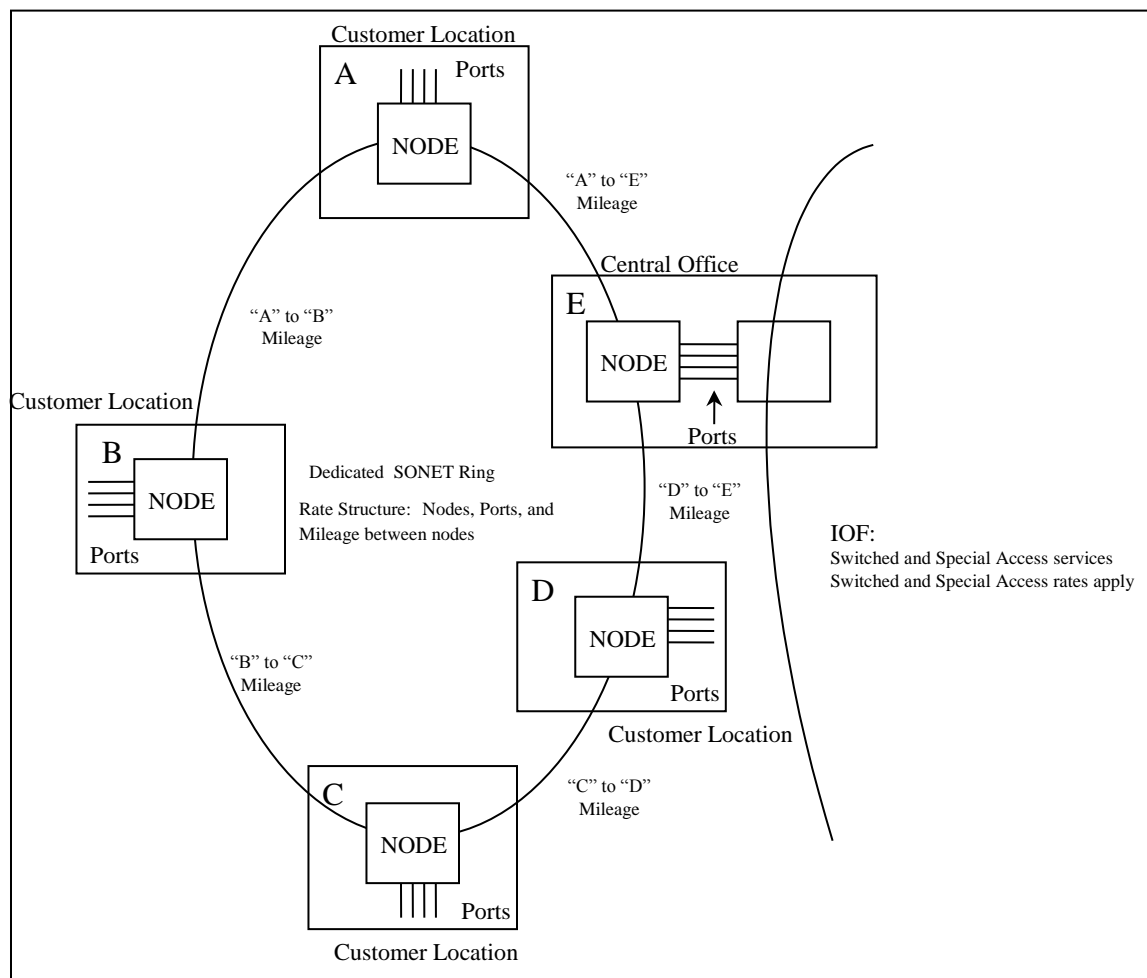 Customer Location
A
Ports
NODE
“A” to “E”
Mileage
Central Office
E
NODE
Ports
“A” to “B”
Mileage
Customer Location
B
NODE
Ports
Dedicated SONET Ring
Rate Structure: Nodes, Ports, and
Mileage between nodes
“D” to “E”
Mileage
IOF:
Switched and Special Access services
Switched and Special Access rates apply
D
NODE
Ports
Customer Location
“B” to “C”
Mileage
“C” to “D”
Mileage
C
NODE
Ports
Customer Location